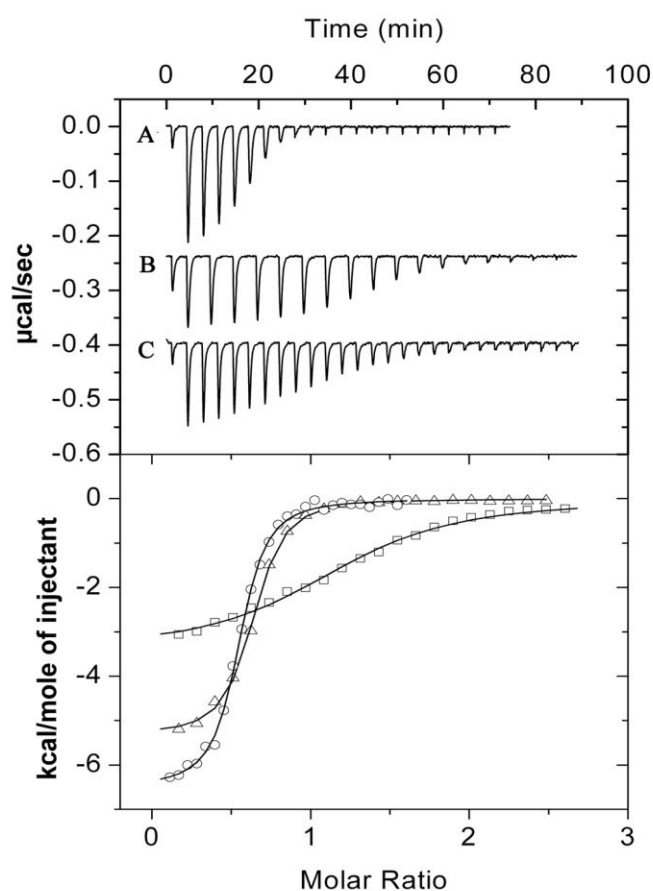 Time (min)
0 20 40 60 80 100
0.0
-0.1
-0.2
-0.3
-0.4
-0.5
-0.6
µcal/sec
A
B
C
0
-2
-4
-6
kcal/mole of injectant
0 1 2 3
Molar Ratio